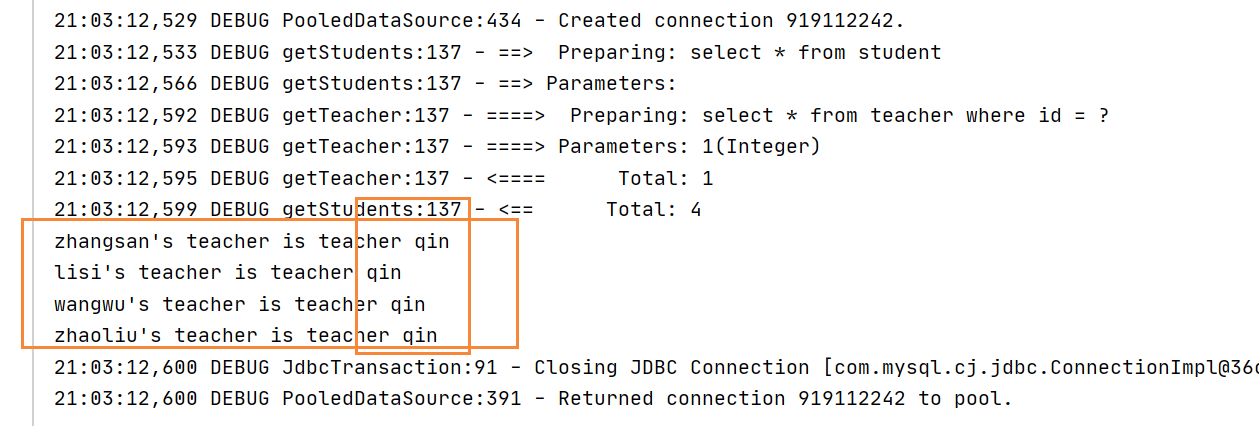 21:03:12,529 DEBUG PooledDataSource:434 - Created connection 919112242.
21:03:12,533 DEBUG getStudents:137 - ==>  Preparing: select * from student
21:03:12,566 DEBUG getStudents:137 - ==> Parameters:
21:03:12,592 DEBUG getTeacher:137 - ====>  Preparing: select * from teacher where id = ?
21:03:12,593 DEBUG getTeacher:137 - ====> Parameters: 1(Integer)
21:03:12,595 DEBUG getTeacher:137 - <====      Total: 1
21:03:12,599 DEBUG getStudents:137 - <==      Total: 4
zhangsan's teacher is teacher qin
lisi's teacher is teacher qin
wangwu's teacher is teacher qin
zhaoliu's teacher is teacher qin
21:03:12,600 DEBUG JdbcTransaction:91 - Closing JDBC Connection [com.mysql.cj.jdbc.ConnectionImpl@36
21:03:12,600 DEBUG PooledDataSource:391 - Returned connection 919112242 to pool.